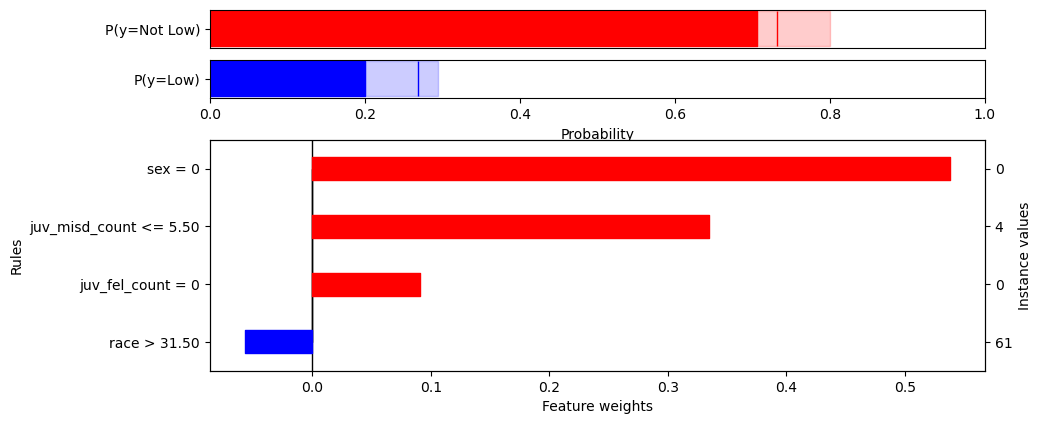 P(y=Not Low)
P(y=Low)
0.0 0.2 0.4 0.6 0.8 1.0
Probability
sex = 0 0
juv_misd_count <= 5.50 4
juv_fel_count = 0 0
race > 31.50 61
Rules
Instance values
0.0 0.1 0.2 0.3 0.4 0.5
Feature weights